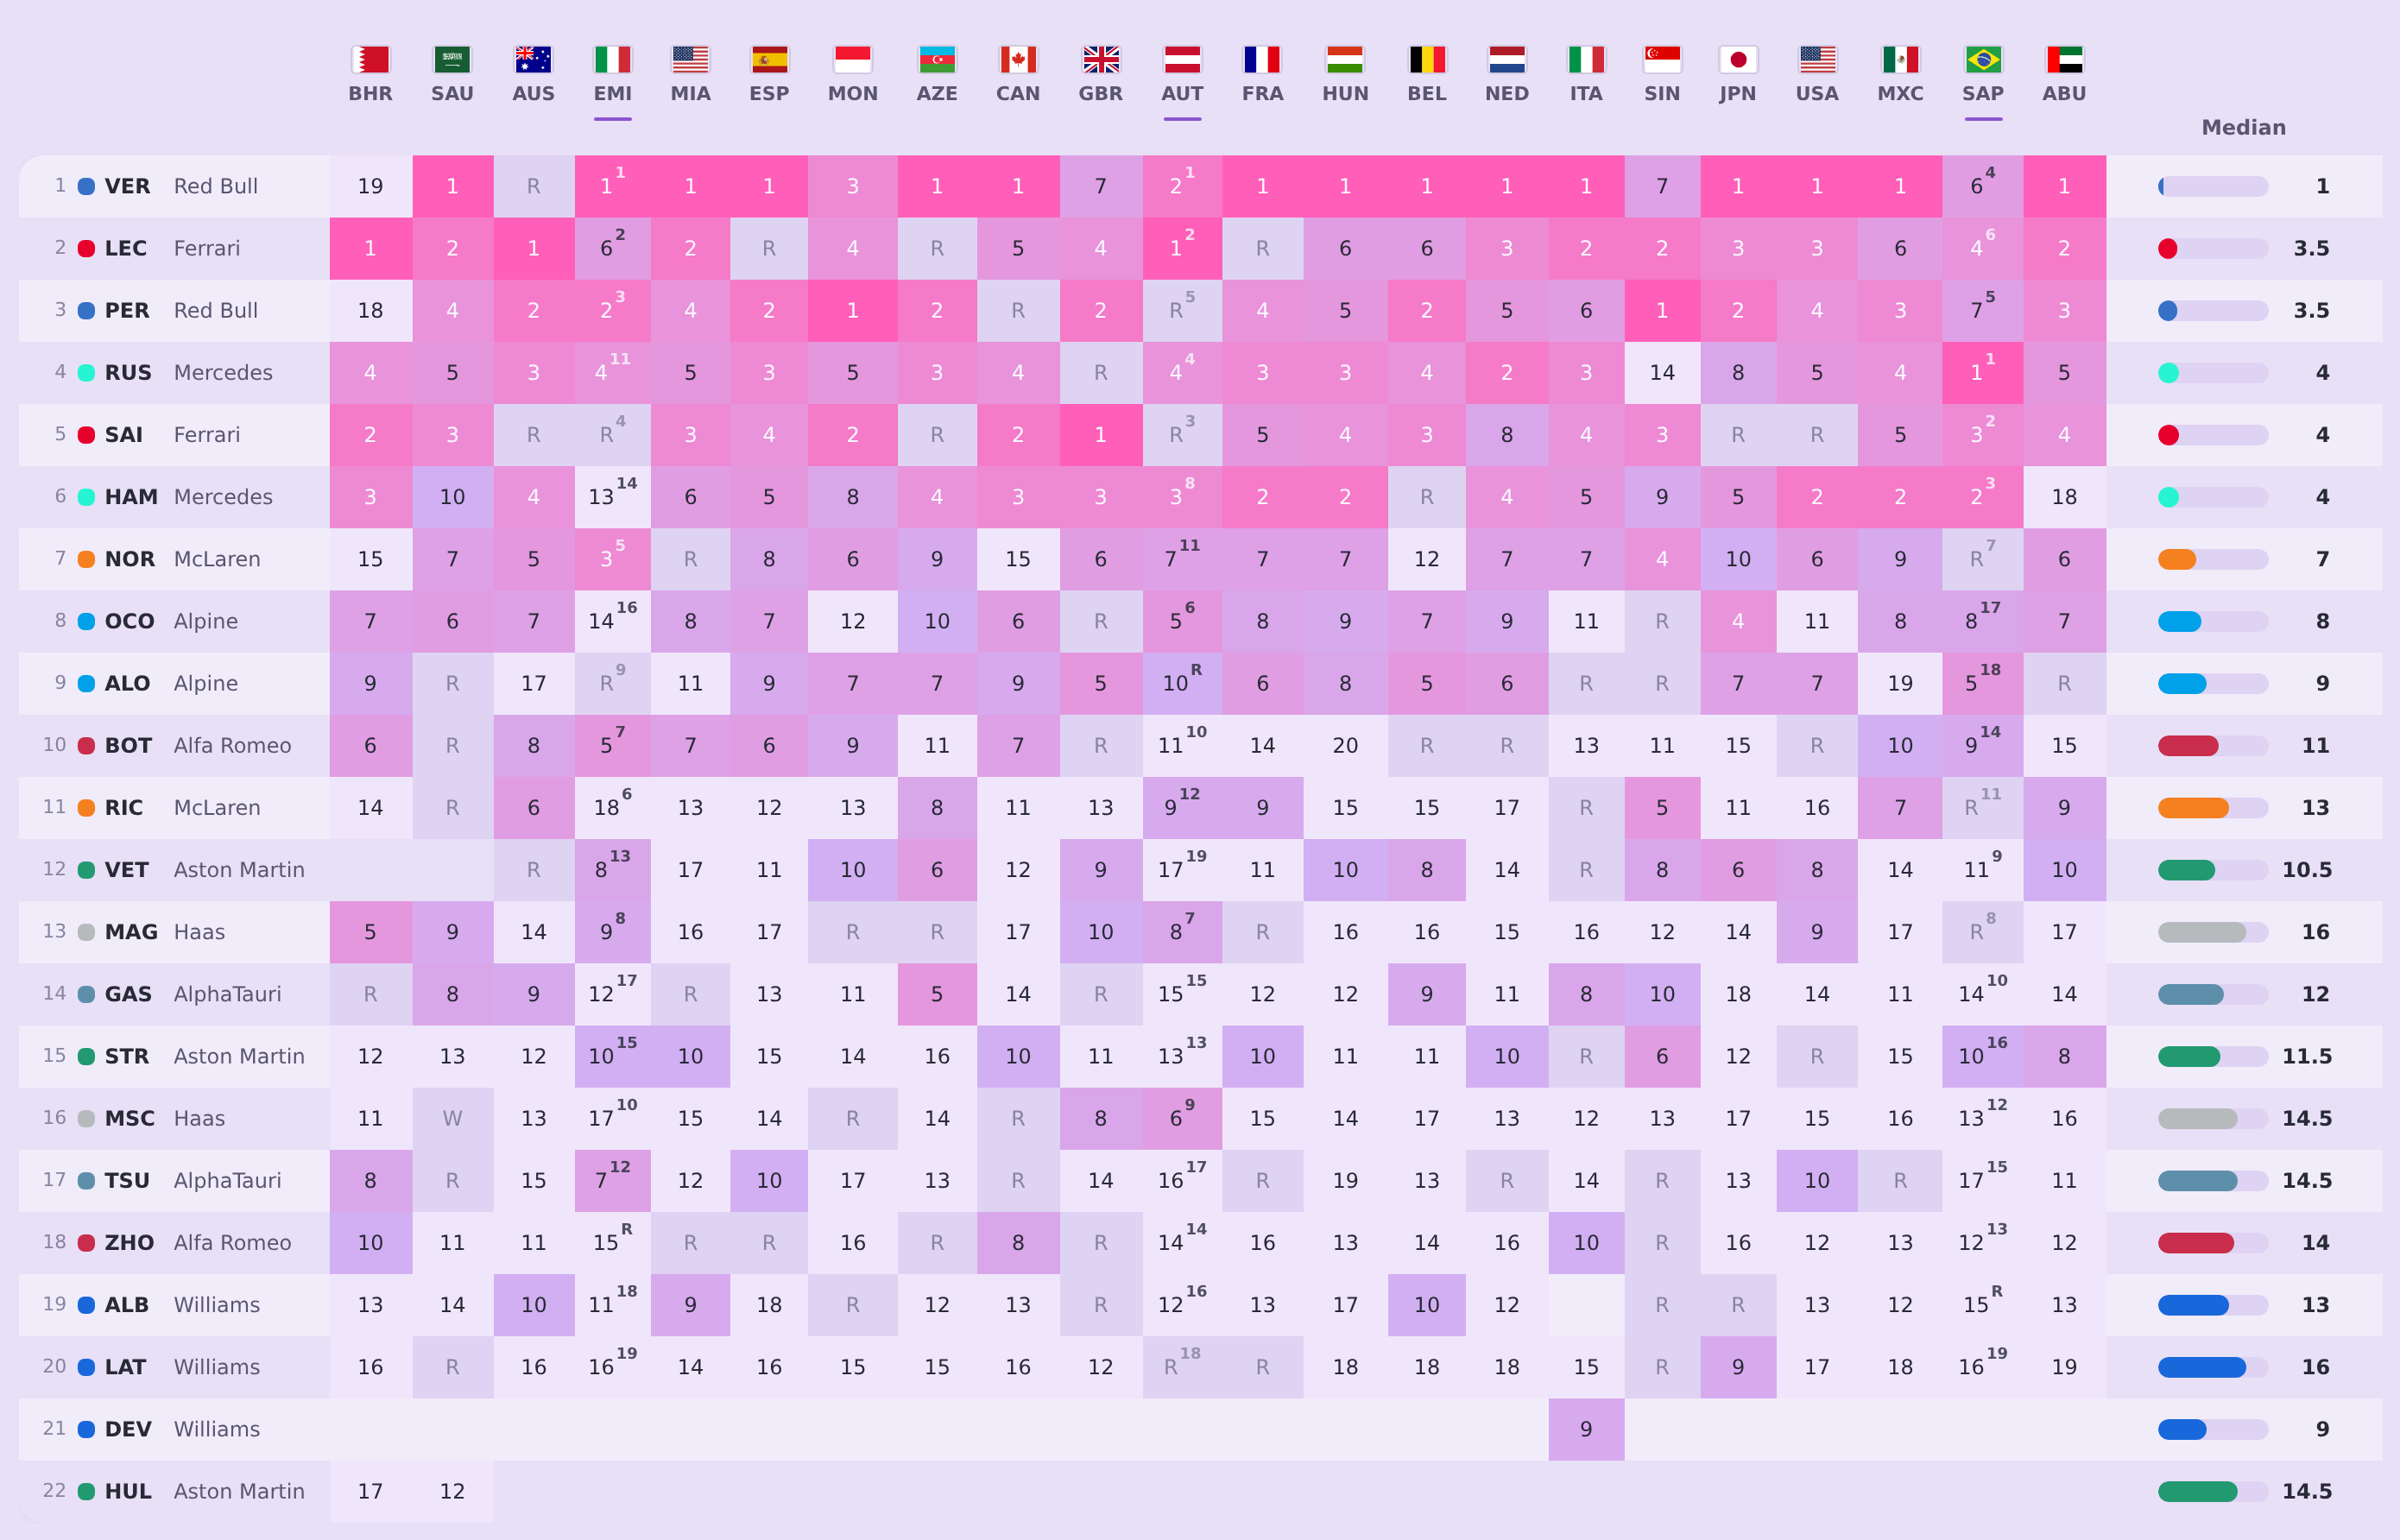 BHR SAU AUS EMI MIA ESP MON AZE CAN GBR AUT FRA HUN BEL NED ITA SIN JPN USA MXC SAP ABU
Median
1 VER Red Bull 19 1 R 1 1 1 1 3 1 1 7 2 1 1 1 1 1 1 7 1 1 1 6 4 1 1
2 LEC Ferrari 1 2 1 6 2 2 R 4 R 5 4 1 2 R 6 6 3 2 2 3 3 6 4 6 2 3.5
3 PER Red Bull 18 4 2 2 3 4 2 1 2 R 2 R 5 4 5 2 5 6 1 2 4 3 7 5 3 3.5
4 RUS Mercedes 4 5 3 4 11 5 3 5 3 4 R 4 4 3 3 4 2 3 14 8 5 4 1 1 5 4
5 SAI Ferrari 2 3 R R 4 3 4 2 R 2 1 R 3 5 4 3 8 4 3 R R 5 3 2 4 4
6 HAM Mercedes 3 10 4 13 14 6 5 8 4 3 3 3 8 2 2 R 4 5 9 5 2 2 2 3 18 4
7 NOR McLaren 15 7 5 3 5 R 8 6 9 15 6 7 11 7 7 12 7 7 4 10 6 9 R 7 6 7
8 OCO Alpine 7 6 7 14 16 8 7 12 10 6 R 5 6 8 9 7 9 11 R 4 11 8 8 17 7 8
9 ALO Alpine 9 R 17 R 9 11 9 7 7 9 5 10 R 6 8 5 6 R R 7 7 19 5 18 R 9
10 BOT Alfa Romeo 6 R 8 5 7 7 6 9 11 7 R 11 10 14 20 R R 13 11 15 R 10 9 14 15 11
11 RIC McLaren 14 R 6 18 6 13 12 13 8 11 13 9 12 9 15 15 17 R 5 11 16 7 R 11 9 13
12 VET Aston Martin R 8 13 17 11 10 6 12 9 17 19 11 10 8 14 R 8 6 8 14 11 9 10 10.5
13 MAG Haas 5 9 14 9 8 16 17 R R 17 10 8 7 R 16 16 15 16 12 14 9 17 R 8 17 16
14 GAS AlphaTauri R 8 9 12 17 R 13 11 5 14 R 15 15 12 12 9 11 8 10 18 14 11 14 10 14 12
15 STR Aston Martin 12 13 12 10 15 10 15 14 16 10 11 13 13 10 11 11 10 R 6 12 R 15 10 16 8 11.5
16 MSC Haas 11 W 13 17 10 15 14 R 14 R 8 6 9 15 14 17 13 12 13 17 15 16 13 12 16 14.5
17 TSU AlphaTauri 8 R 15 7 12 12 10 17 13 R 14 16 17 R 19 13 R 14 R 13 10 R 17 15 11 14.5
18 ZHO Alfa Romeo 10 11 11 15 R R R 16 R 8 R 14 14 16 13 14 16 10 R 16 12 13 12 13 12 14
19 ALB Williams 13 14 10 11 18 9 18 R 12 13 R 12 16 13 17 10 12 R R 13 12 15 R 13 13
20 LAT Williams 16 R 16 16 19 14 16 15 15 16 12 R 18 R 18 18 18 15 R 9 17 18 16 19 19 16
21 DEV Williams 9 9
22 HUL Aston Martin 17 12 14.5